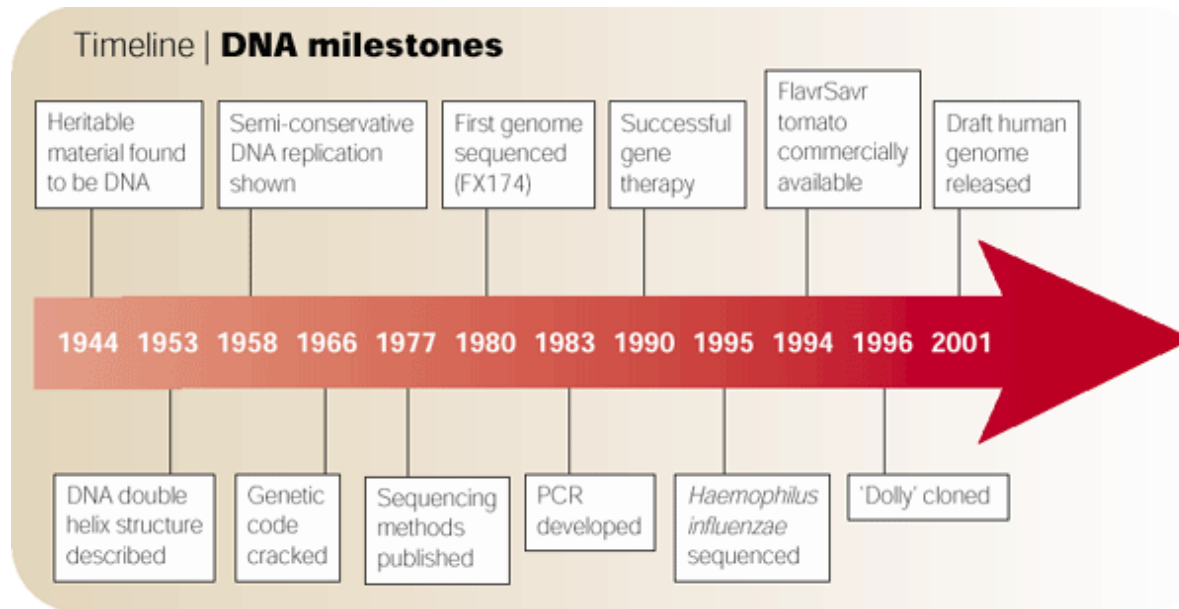 Timeline | DNA milestones
Heritable
material found
to be DNA
Semi-conservative
DNA replication
shown
First genome
sequenced
(FX174)
Successful
gene
therapy
FlavrSavr
tomato
commercially
available
Draft human
genome
released
1944 1953 1958 1966 1977 1980 1983 1990 1995 1994 1996 2001
DNA double
helix structure
described
Genetic
code
cracked
Sequencing
methods
published
PCR
developed
Haemophilus
influenzae
sequenced
'Dolly' cloned